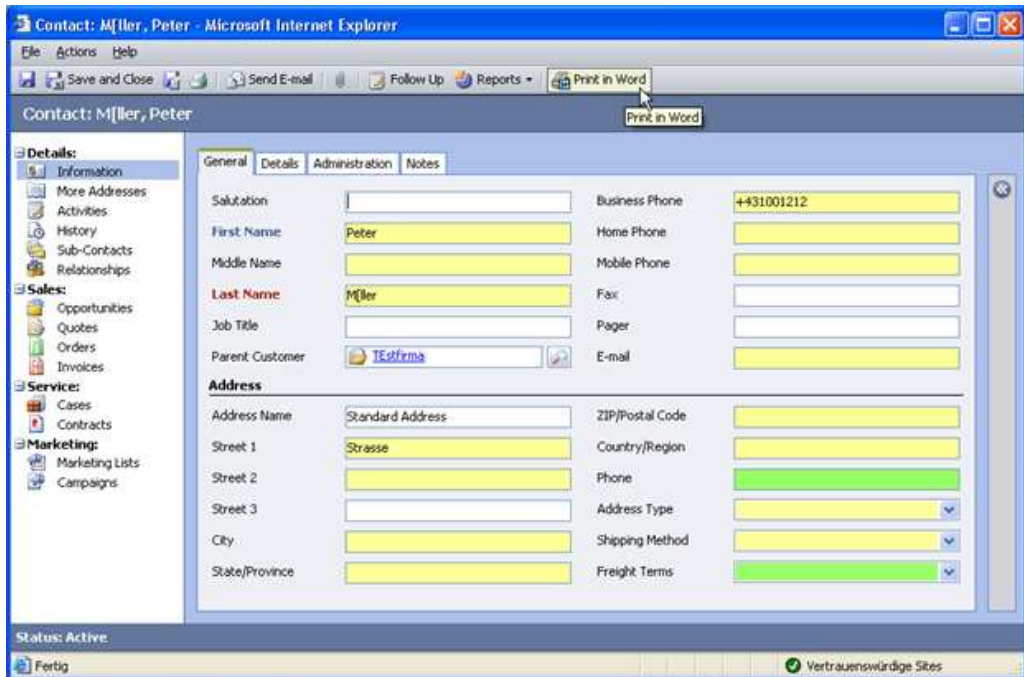 Contact: M[ller, Peter - Microsoft Internet Explorer
File Actions Help
Save and Close Send E-mail Follow Up Reports Print in Word
Print in Word
Contact: M[ller, Peter
Details:
Information
More Addresses
Activities
History
Sub-Contacts
Relationships
Sales:
Opportunities
Quotes
Orders
Invoices
Service:
Cases
Contracts
Marketing:
Marketing Lists
Campaigns
General Details Administration Notes
Salutation
First Name Peter
Middle Name
Last Name M[ller
Job Title
Parent Customer TEstfirma
Business Phone +431001212
Home Phone
Mobile Phone
Fax
Pager
E-mail
Address
Address Name Standard Address
Street 1 Strasse
Street 2
Street 3
City
State/Province
ZIP/Postal Code
Country/Region
Phone
Address Type
Shipping Method
Freight Terms
Status: Active
Fertig Vertrauenswürdige Sites